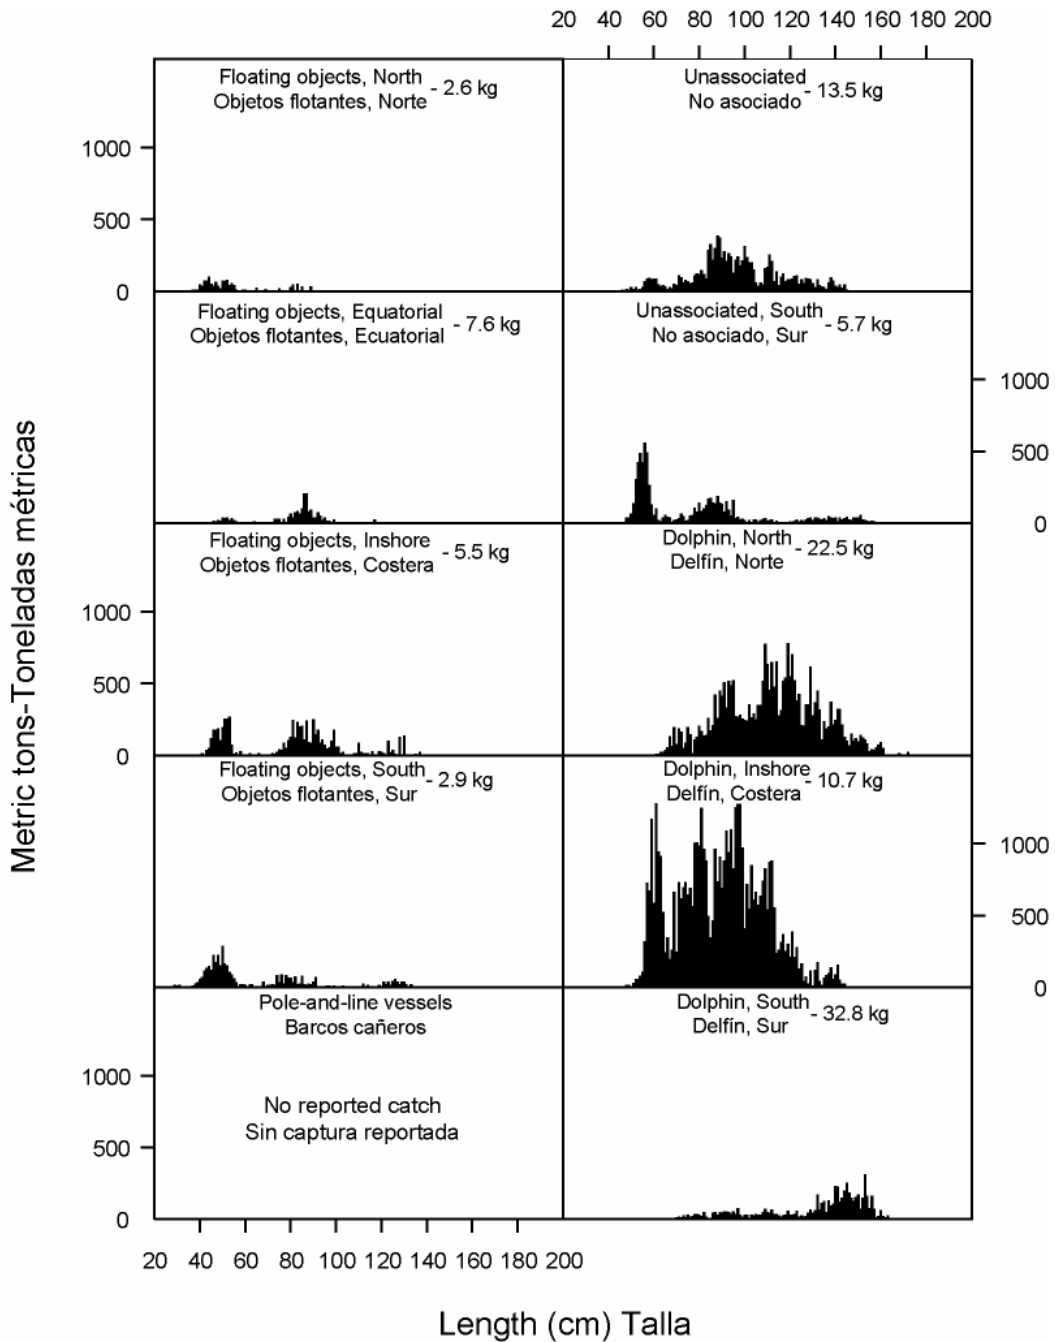 20 60 100 120 140 160 200
Floating objects, North
Objetos flotantes, Norte - 2.6 kg
Unassociated
No asociado - 13.5 kg
1000
500
0
Floating objects, Equatorial
Objetos flotantes, Ecuatorial - 7.6 kg
Unassociated, South
No asociado, Sur - 5.7 kg
1000
500
0
Floating objects, Inshore
Objetos flotantes, Costera - 5.5 kg
Dolphin, North
Delfín, Norte - 22.5 kg
1000
500
0
Floating objects, South
Objetos flotantes, Sur - 2.9 kg
Dolphin, Inshore
Delfín, Costera - 10.7 kg
1000
500
0
Pole-and-line vessels
Barcos cañeros
No reported catch
Sin captura reportada
Dolphin, South
Delfín, Sur - 32.8 kg
1000
500
0
20 40 60 80 100 120 140 160 180 200
Metric tons-Toneladas métricas
Length (cm) Talla